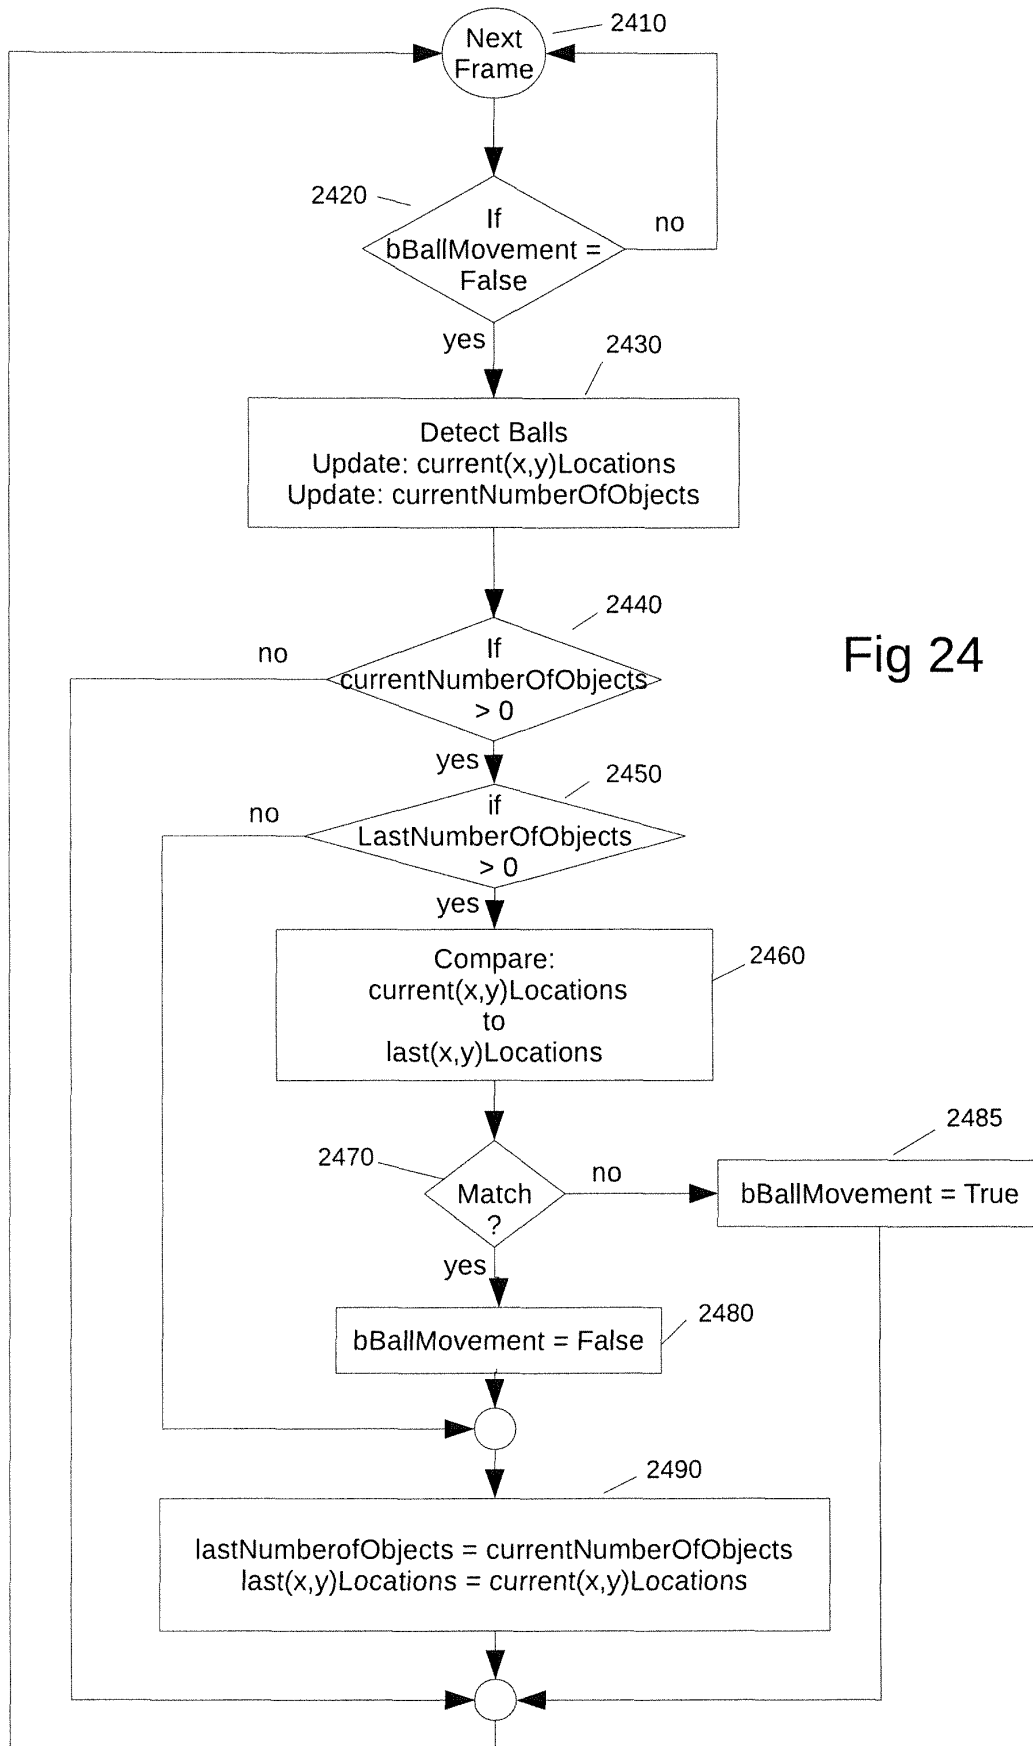 2410
Next
Frame
2420
If
bBallMovement =
False
no
yes
2430
Detect Balls
Update: current(x,y)Locations
Update: currentNumberOfObjects
2440
If
currentNumberOfObjects
> 0
no
Fig 24
yes
2450
if
LastNumberOfObjects
> 0
no
yes
2460
Compare:
current(x,y)Locations
to
last(x,y)Locations
2470
Match
?
no
2485
bBallMovement = True
yes
2480
bBallMovement = False
2490
lastNumberofObjects = currentNumberOfObjects
last(x,y)Locations = current(x,y)Locations